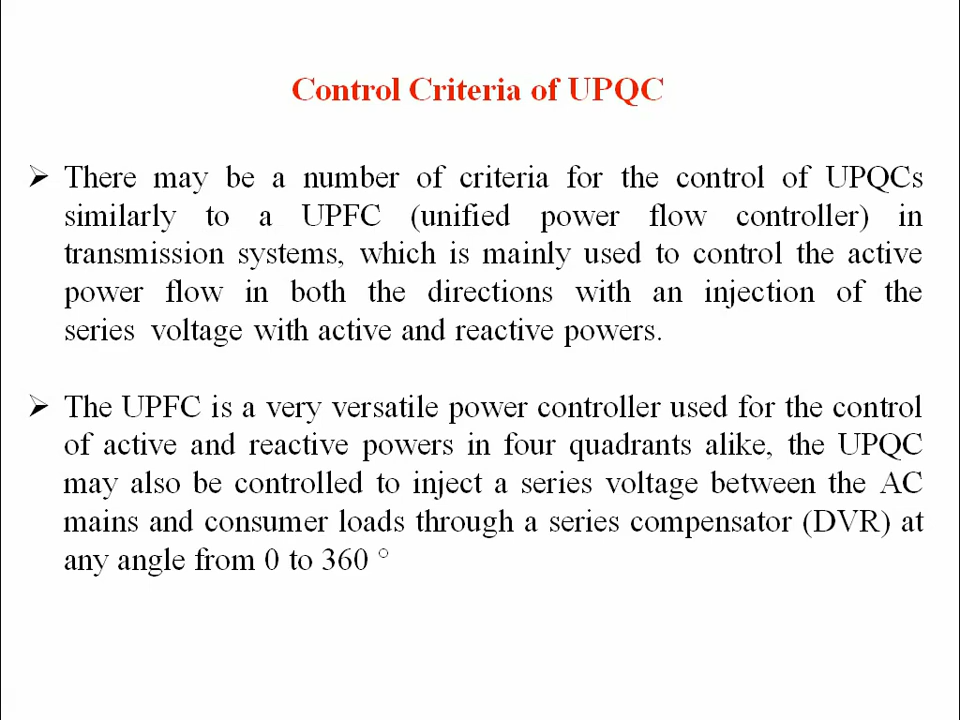 Control Criteria of UPQC
➢ There may be a number of criteria for the control of UPQCs
similarly to a UPFC (unified power flow controller) in
transmission systems, which is mainly used to control the active
power flow in both the directions with an injection of the
series voltage with active and reactive powers.
➢ The UPFC is a very versatile power controller used for the control
of active and reactive powers in four quadrants alike, the UPQC
may also be controlled to inject a series voltage between the AC
mains and consumer loads through a series compensator (DVR) at
any angle from 0 to 360 °